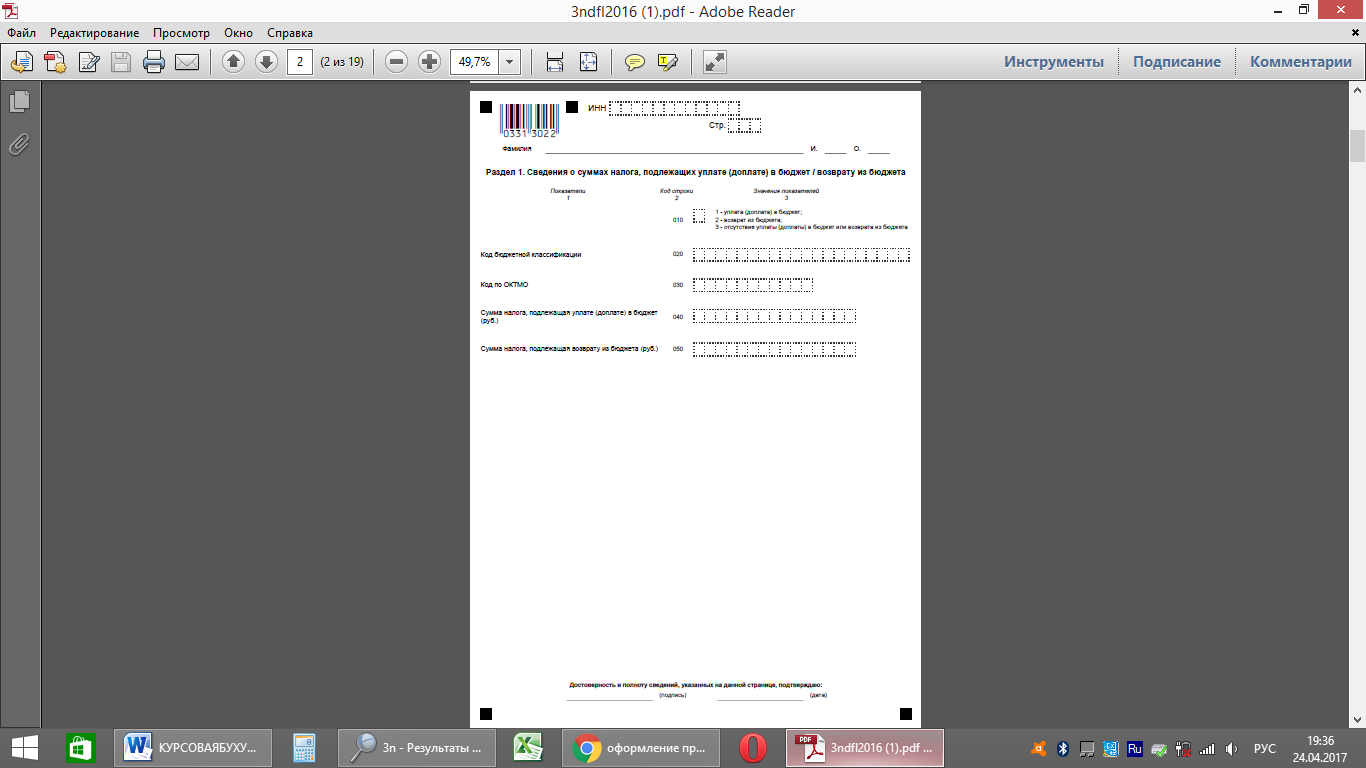 3ndfl2016 (1).pdf - Adobe Reader
Файл Редактирование Просмотр Окно Справка
2 (2 из 19) 49,7% Инструменты Подписание Комментарии
0331 3022
ИНН
Стр.
Фамилия И. О.
Раздел 1. Сведения о суммах налога, подлежащих уплате (доплате) в бюджет / возврату из бюджета
Показатели Код строки Значения показателей
1 2 3
010 1 - уплата (доплата) в бюджет;
2 - возврат из бюджета;
3 - отсутствие уплаты (доплаты) в бюджет или возврата из бюджета
Код бюджетной классификации 020
Код по ОКТМО 030
Сумма налога, подлежащая уплате (доплате) в бюджет
(руб.) 040
Сумма налога, подлежащая возврату из бюджета (руб.) 050
Достоверность и полноту сведений, указанных на данной странице, подтверждаю:
(подпись) (дата)
КУРСОВАЯБУХУ... 3n - Результаты ... оформление пр... 3ndfl2016 (1).pdf ... Ru РУС 19:36
24.04.2017